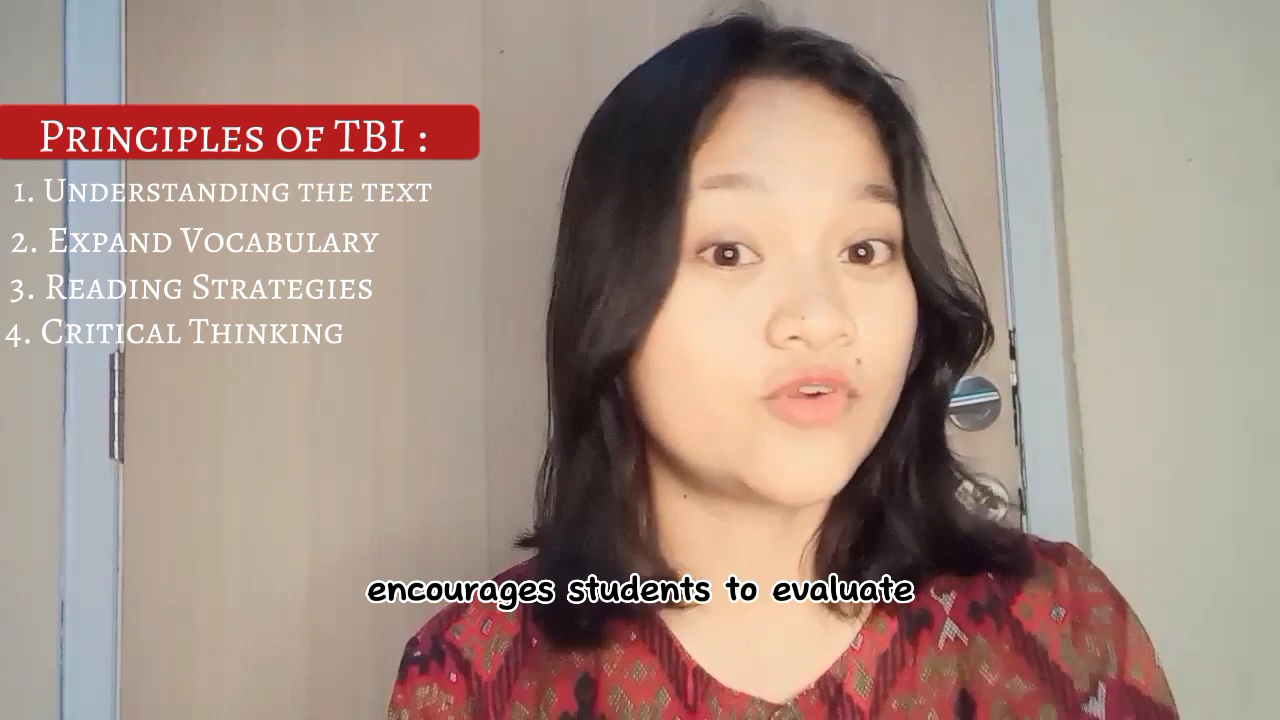 Principles of TBI :
1. Understanding the text
2. Expand Vocabulary
3. Reading Strategies
4. Critical Thinking
encourages students to evaluate